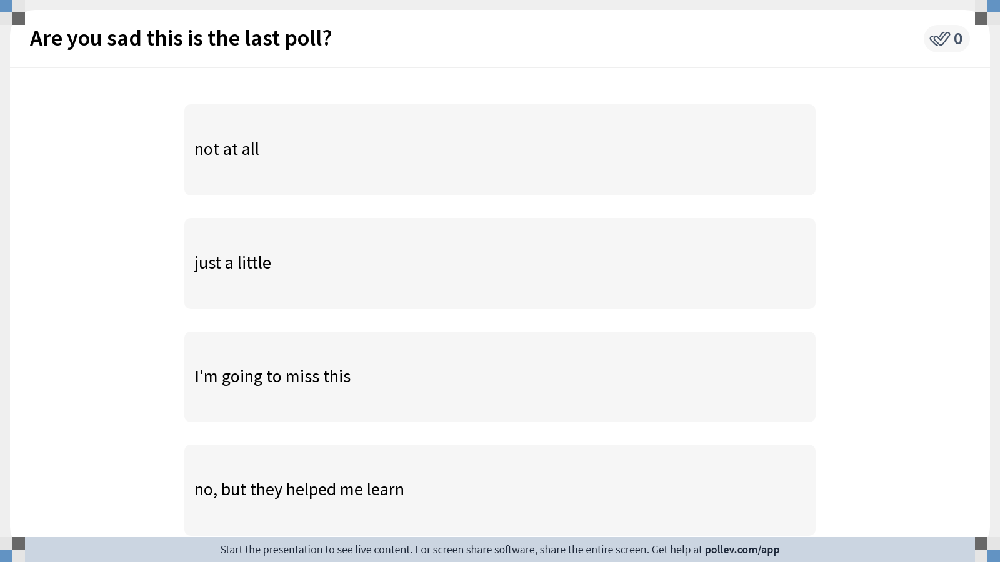 Are you sad this is the last poll?
0
not at all
just a little
I'm going to miss this
no, but they helped me learn
Start the presentation to see live content. For screen share software, share the entire screen. Get help at pollev.com/app